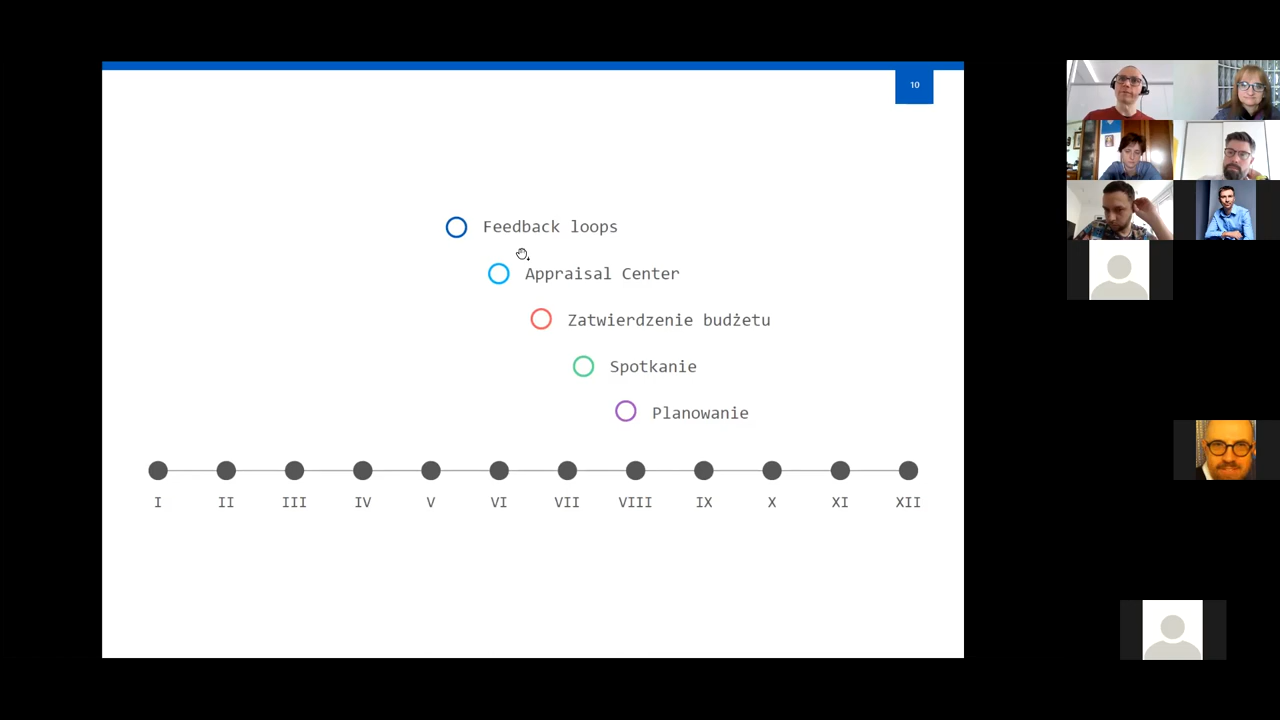 10
Feedback loops
Appraisal Center
Zatwierdzenie budżetu
Spotkanie
Planowanie
I II III IV V VI VII VIII IX X XI XII